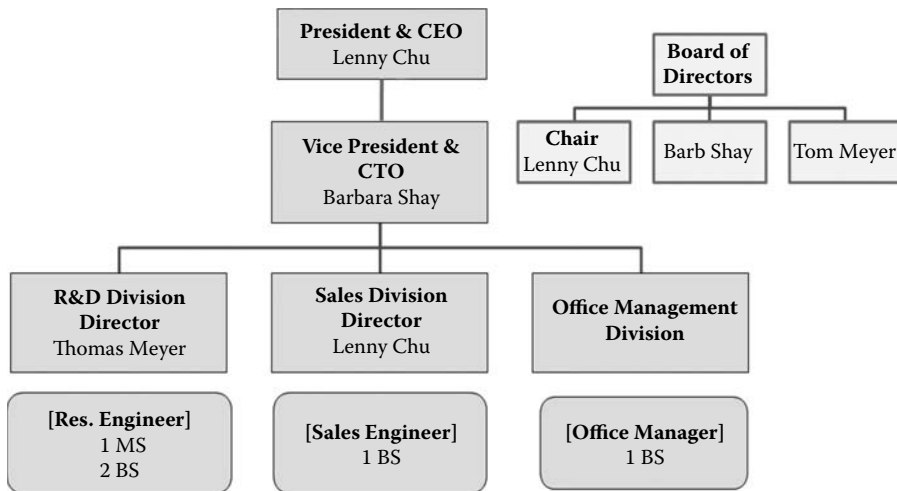 President & CEO
Lenny Chu
Board of
Directors
Chair
Lenny Chu
Barb Shay
Tom Meyer
Vice President &
CTO
Barbara Shay
R&D Division
Director
Thomas Meyer
Sales Division
Director
Lenny Chu
Office Management
Division
[Res. Engineer]
1 MS
2 BS
[Sales Engineer]
1 BS
[Office Manager]
1 BS